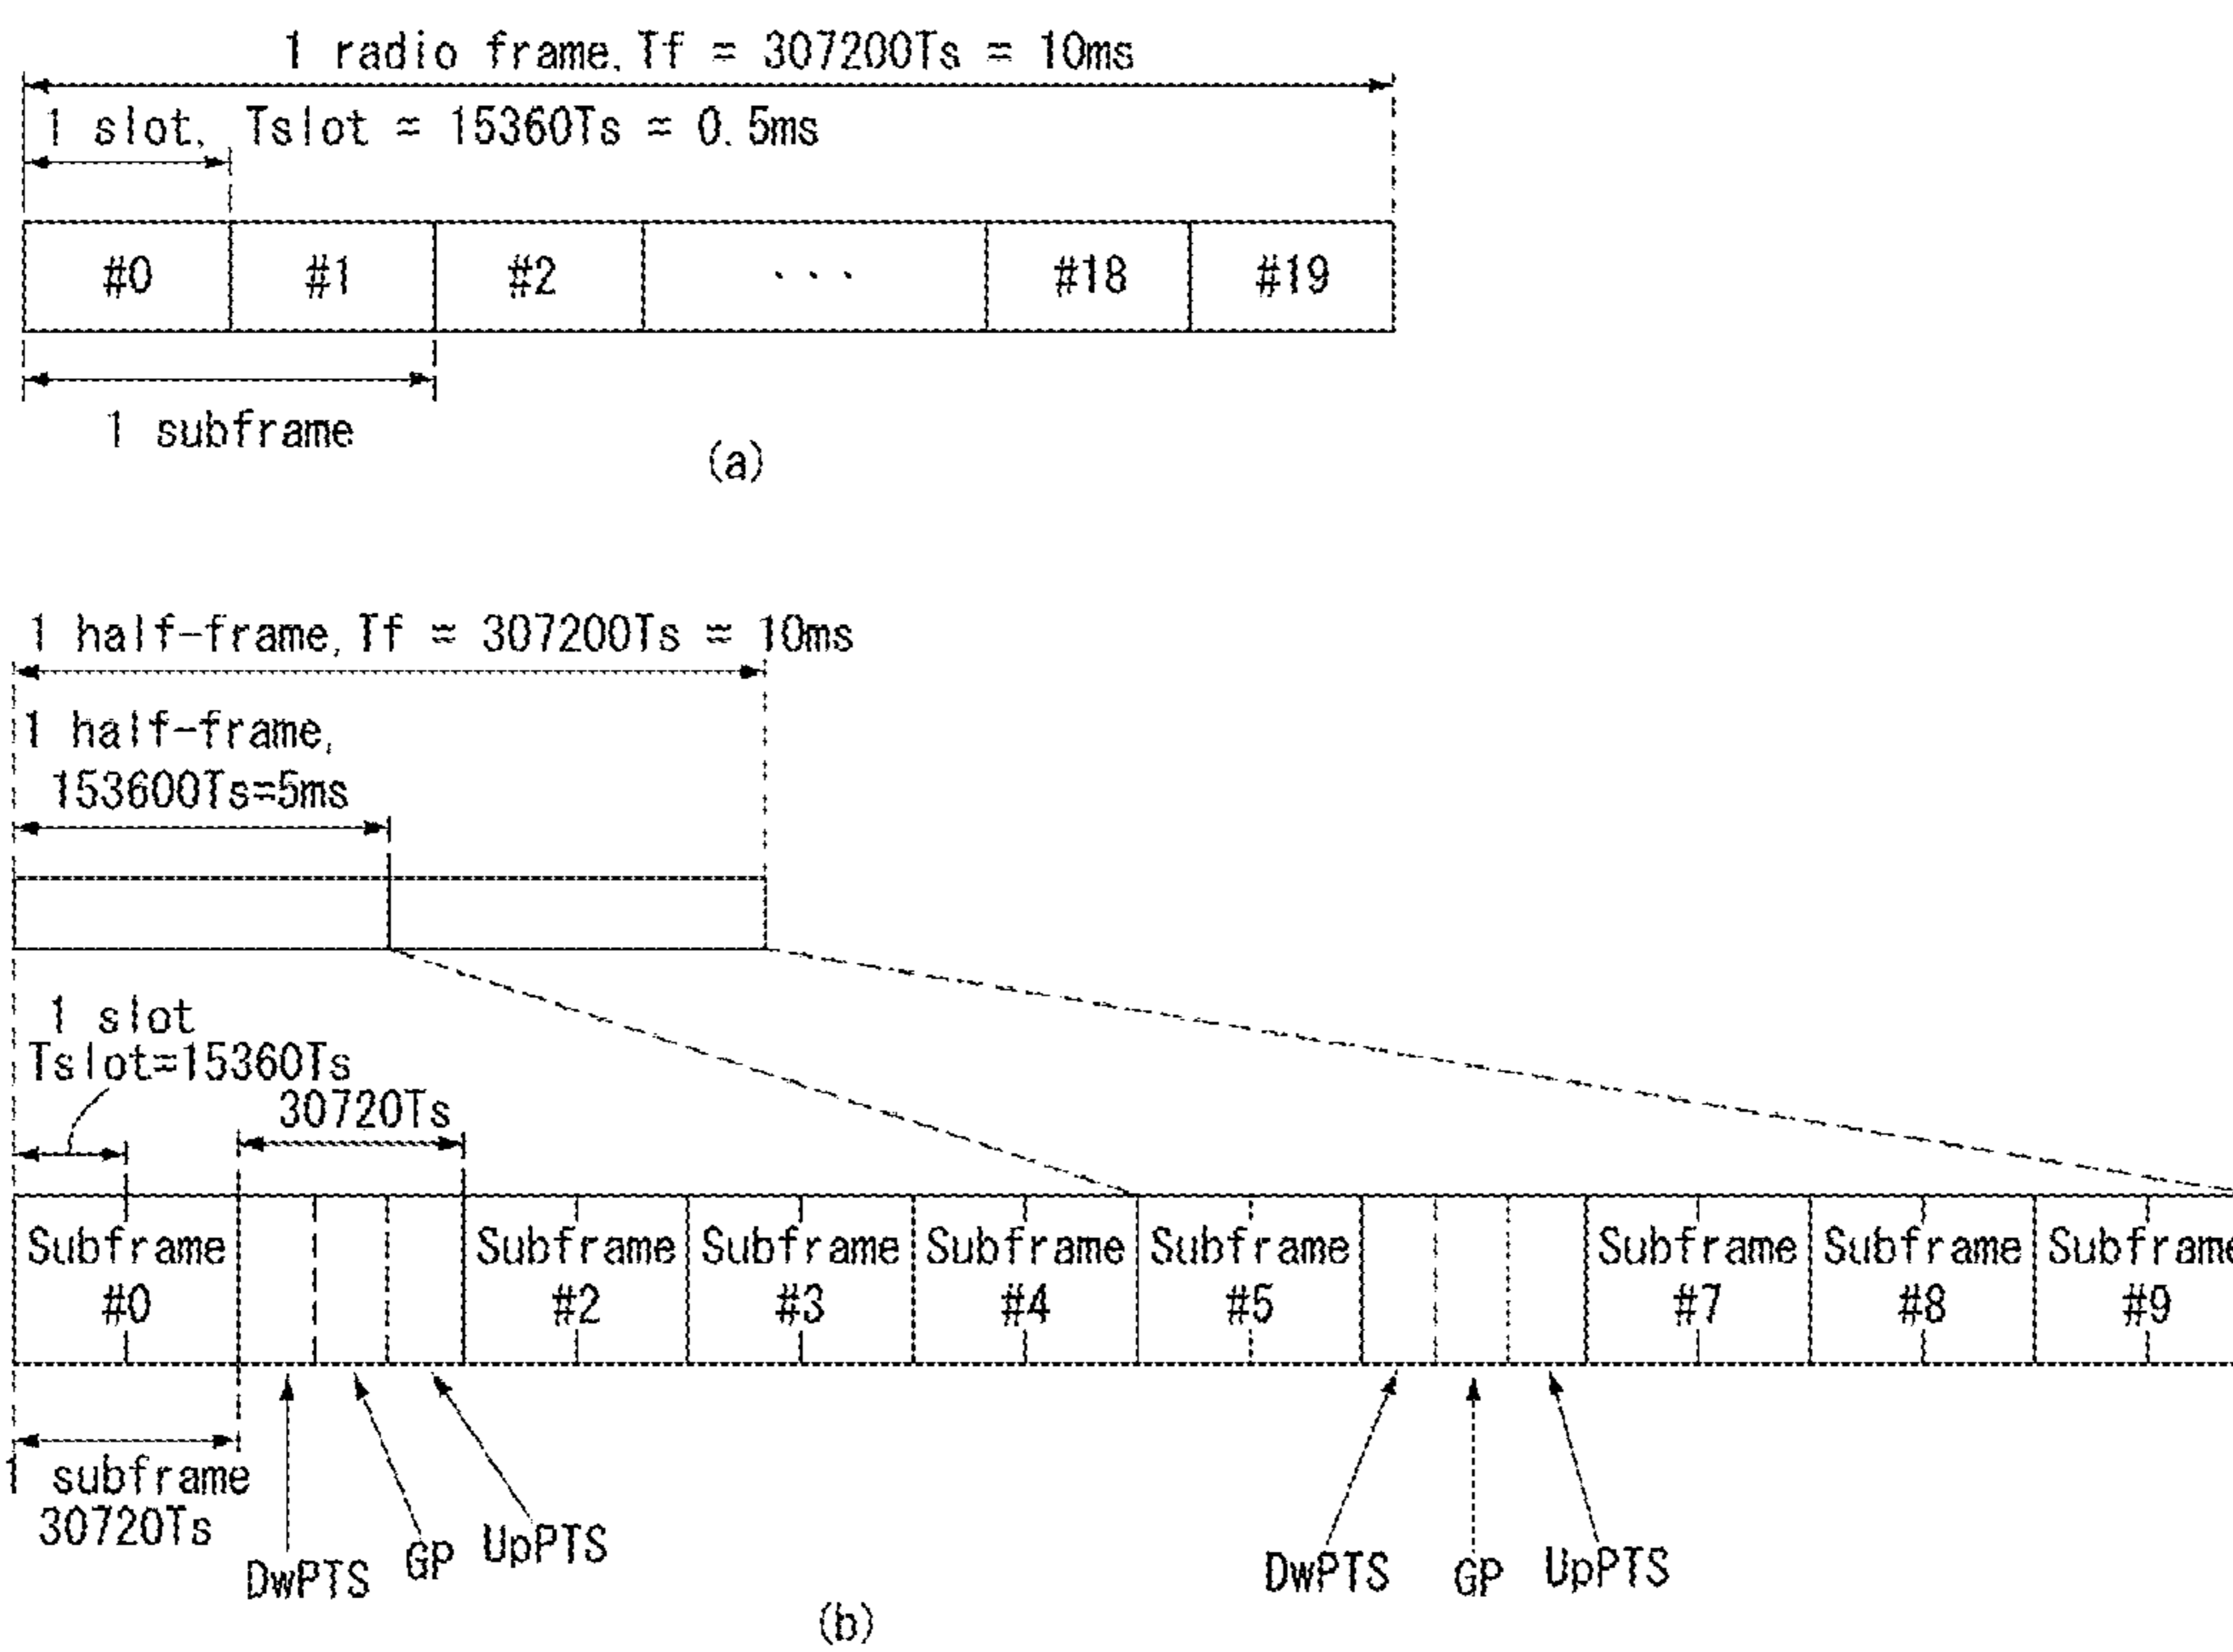 1 radio frame, Tf = 307200Ts = 10ms
1 slot, Tslot = 15360Ts = 0.5ms
#0 #1 #2 ... #18 #19
1 subframe
(a)
1 half-frame, Tf = 307200Ts = 10ms
1 half-frame,
153600Ts=5ms
1 slot
Tslot=15360Ts
30720Ts
Subframe #0
Subframe #2
Subframe #3
Subframe #4
Subframe #5
Subframe #7
Subframe #8
Subframe #9
1 subframe
30720Ts
DwPTS GP UpPTS
DwPTS GP UpPTS
(b)